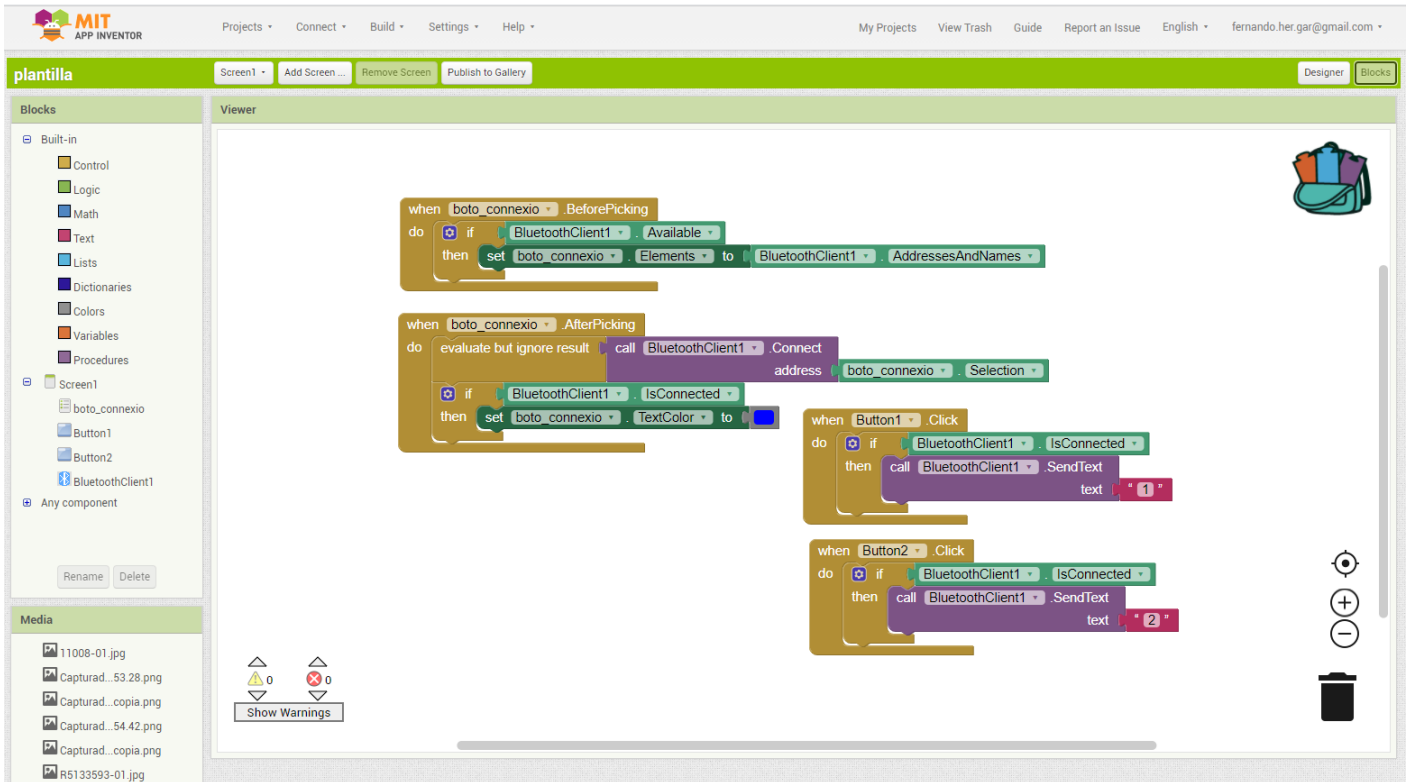 MIT
APP INVENTOR
Projects Connect Build Settings Help My Projects View Trash Guide Report an Issue English fernando.her.gar@gmail.com
plantilla Screen1 Add Screen ... Remove Screen Publish to Gallery Designer Blocks
Blocks
Built-in
Control
Logic
Math
Text
Lists
Dictionaries
Colors
Variables
Procedures
Screen1
boto_connexio
Button1
Button2
BluetoothClient1
Any component
Rename Delete
Media
11008-01.jpg
Capturad...53.28.png
Capturad...copia.png
Capturad...54.42.png
Capturad...copia.png
R5133593-01.jpg
Viewer
when boto_connexio .BeforePicking
do if BluetoothClient1 . Available
then set boto_connexio . Elements to BluetoothClient1 . AddressesAndNames
when boto_connexio .AfterPicking
do evaluate but ignore result call BluetoothClient1 .Connect
address boto_connexio . Selection
if BluetoothClient1 . IsConnected
then set boto_connexio . TextColor to
when Button1 .Click
do if BluetoothClient1 . IsConnected
then call BluetoothClient1 .SendText
text " 1 "
when Button2 .Click
do if BluetoothClient1 . IsConnected
then call BluetoothClient1 .SendText
text " 2 "
0 0
Show Warnings